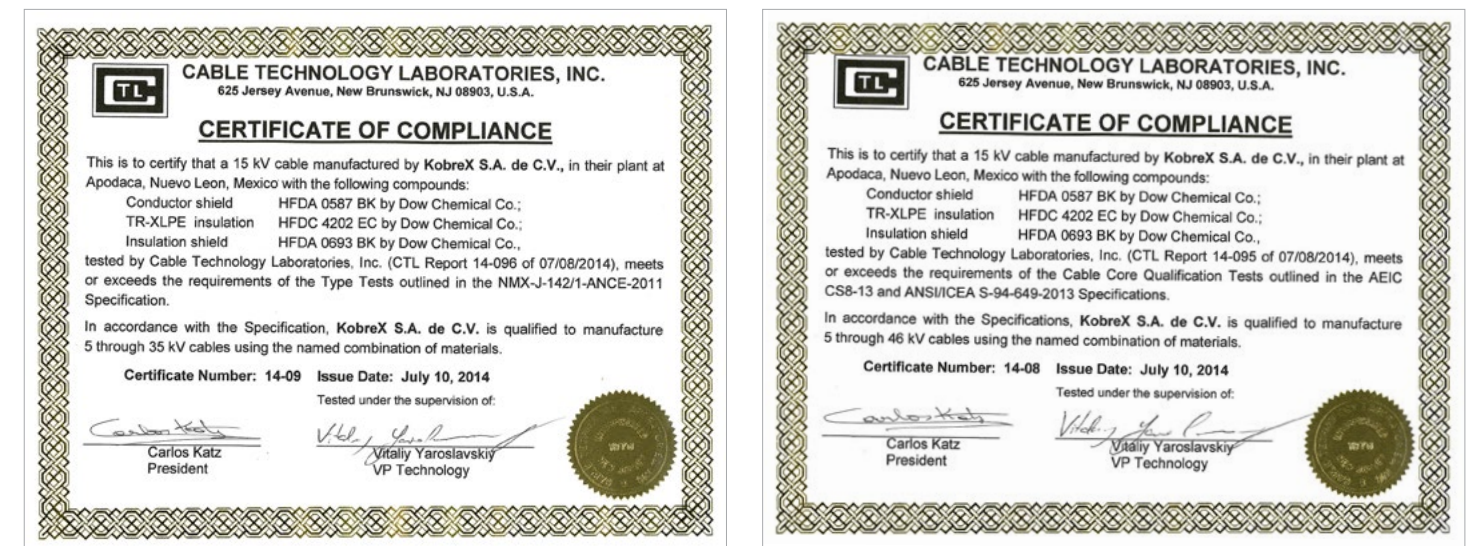 CTL
CABLE TECHNOLOGY LABORATORIES, INC.
625 Jersey Avenue, New Brunswick, NJ 08903, U.S.A.
CERTIFICATE OF COMPLIANCE
This is to certify that a 15 kV cable manufactured by KobreX S.A. de C.V., in their plant at
Apodaca, Nuevo Leon, Mexico with the following compounds:
Conductor shield HFDA 0587 BK by Dow Chemical Co.;
TR-XLPE insulation HFDC 4202 EC by Dow Chemical Co.;
Insulation shield HFDA 0693 BK by Dow Chemical Co.,
tested by Cable Technology Laboratories, Inc. (CTL Report 14-096 of 07/08/2014), meets
or exceeds the requirements of the Type Tests outlined in the NMX-J-142/1-ANCE-2011
Specification.
In accordance with the Specification, KobreX S.A. de C.V. is qualified to manufacture
5 through 35 kV cables using the named combination of materials.
Certificate Number: 14-09 Issue Date: July 10, 2014
Tested under the supervision of:
Carlos Katz
Carlos Katz
President
Vitaliy Yaroslavskiy
VP Technology
CTL
CABLE TECHNOLOGY LABORATORIES, INC.
625 Jersey Avenue, New Brunswick, NJ 08903, U.S.A.
CERTIFICATE OF COMPLIANCE
This is to certify that a 15 kV cable manufactured by KobreX S.A. de C.V., in their plant at
Apodaca, Nuevo Leon, Mexico with the following compounds:
Conductor shield HFDA 0587 BK by Dow Chemical Co.;
TR-XLPE insulation HFDC 4202 EC by Dow Chemical Co.;
Insulation shield HFDA 0693 BK by Dow Chemical Co.,
tested by Cable Technology Laboratories, Inc. (CTL Report 14-095 of 07/08/2014), meets
or exceeds the requirements of the Cable Core Qualification Tests outlined in the AEIC
CS8-13 and ANSI/ICEA S-94-649-2013 Specifications.
In accordance with the Specifications, KobreX S.A. de C.V. is qualified to manufacture
5 through 46 kV cables using the named combination of materials.
Certificate Number: 14-08 Issue Date: July 10, 2014
Tested under the supervision of:
Carlos Katz
Carlos Katz
President
Vitaliy Yaroslavskiy
VP Technology